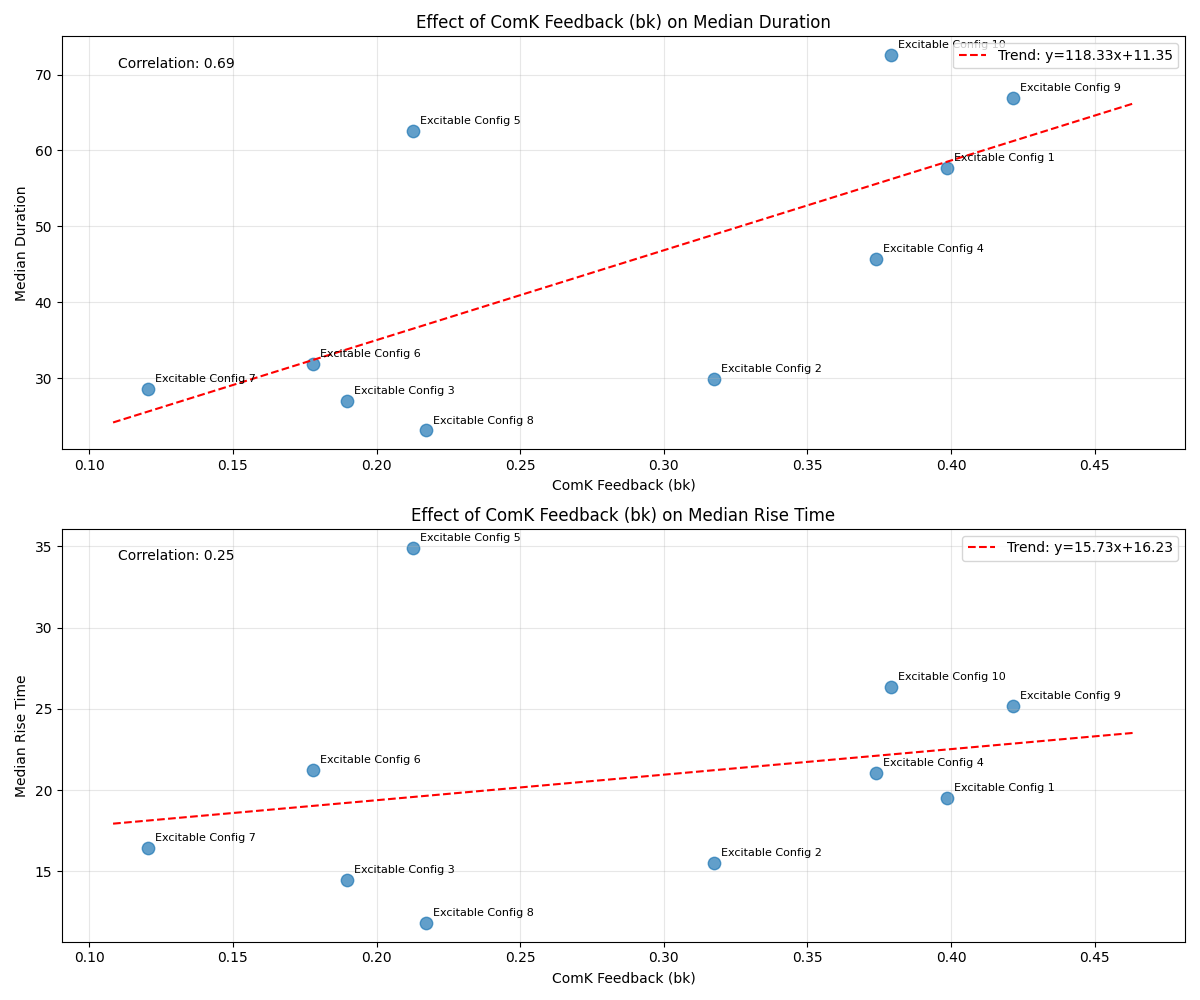 Effect of ComK Feedback (bk) on Median Duration
Correlation: 0.69
Trend: y=118.33x+11.35
Excitable Config 10
Excitable Config 9
Excitable Config 5
Excitable Config 1
Excitable Config 4
Excitable Config 6
Excitable Config 2
Excitable Config 7
Excitable Config 3
Excitable Config 8
Median Duration
70
60
50
40
30
0.10 0.15 0.20 0.25 0.30 0.35 0.40 0.45
ComK Feedback (bk)
Effect of ComK Feedback (bk) on Median Rise Time
Correlation: 0.25
Trend: y=15.73x+16.23
Excitable Config 5
Excitable Config 10
Excitable Config 9
Excitable Config 6
Excitable Config 4
Excitable Config 1
Excitable Config 7
Excitable Config 2
Excitable Config 3
Excitable Config 8
Median Rise Time
35
30
25
20
15
0.10 0.15 0.20 0.25 0.30 0.35 0.40 0.45
ComK Feedback (bk)